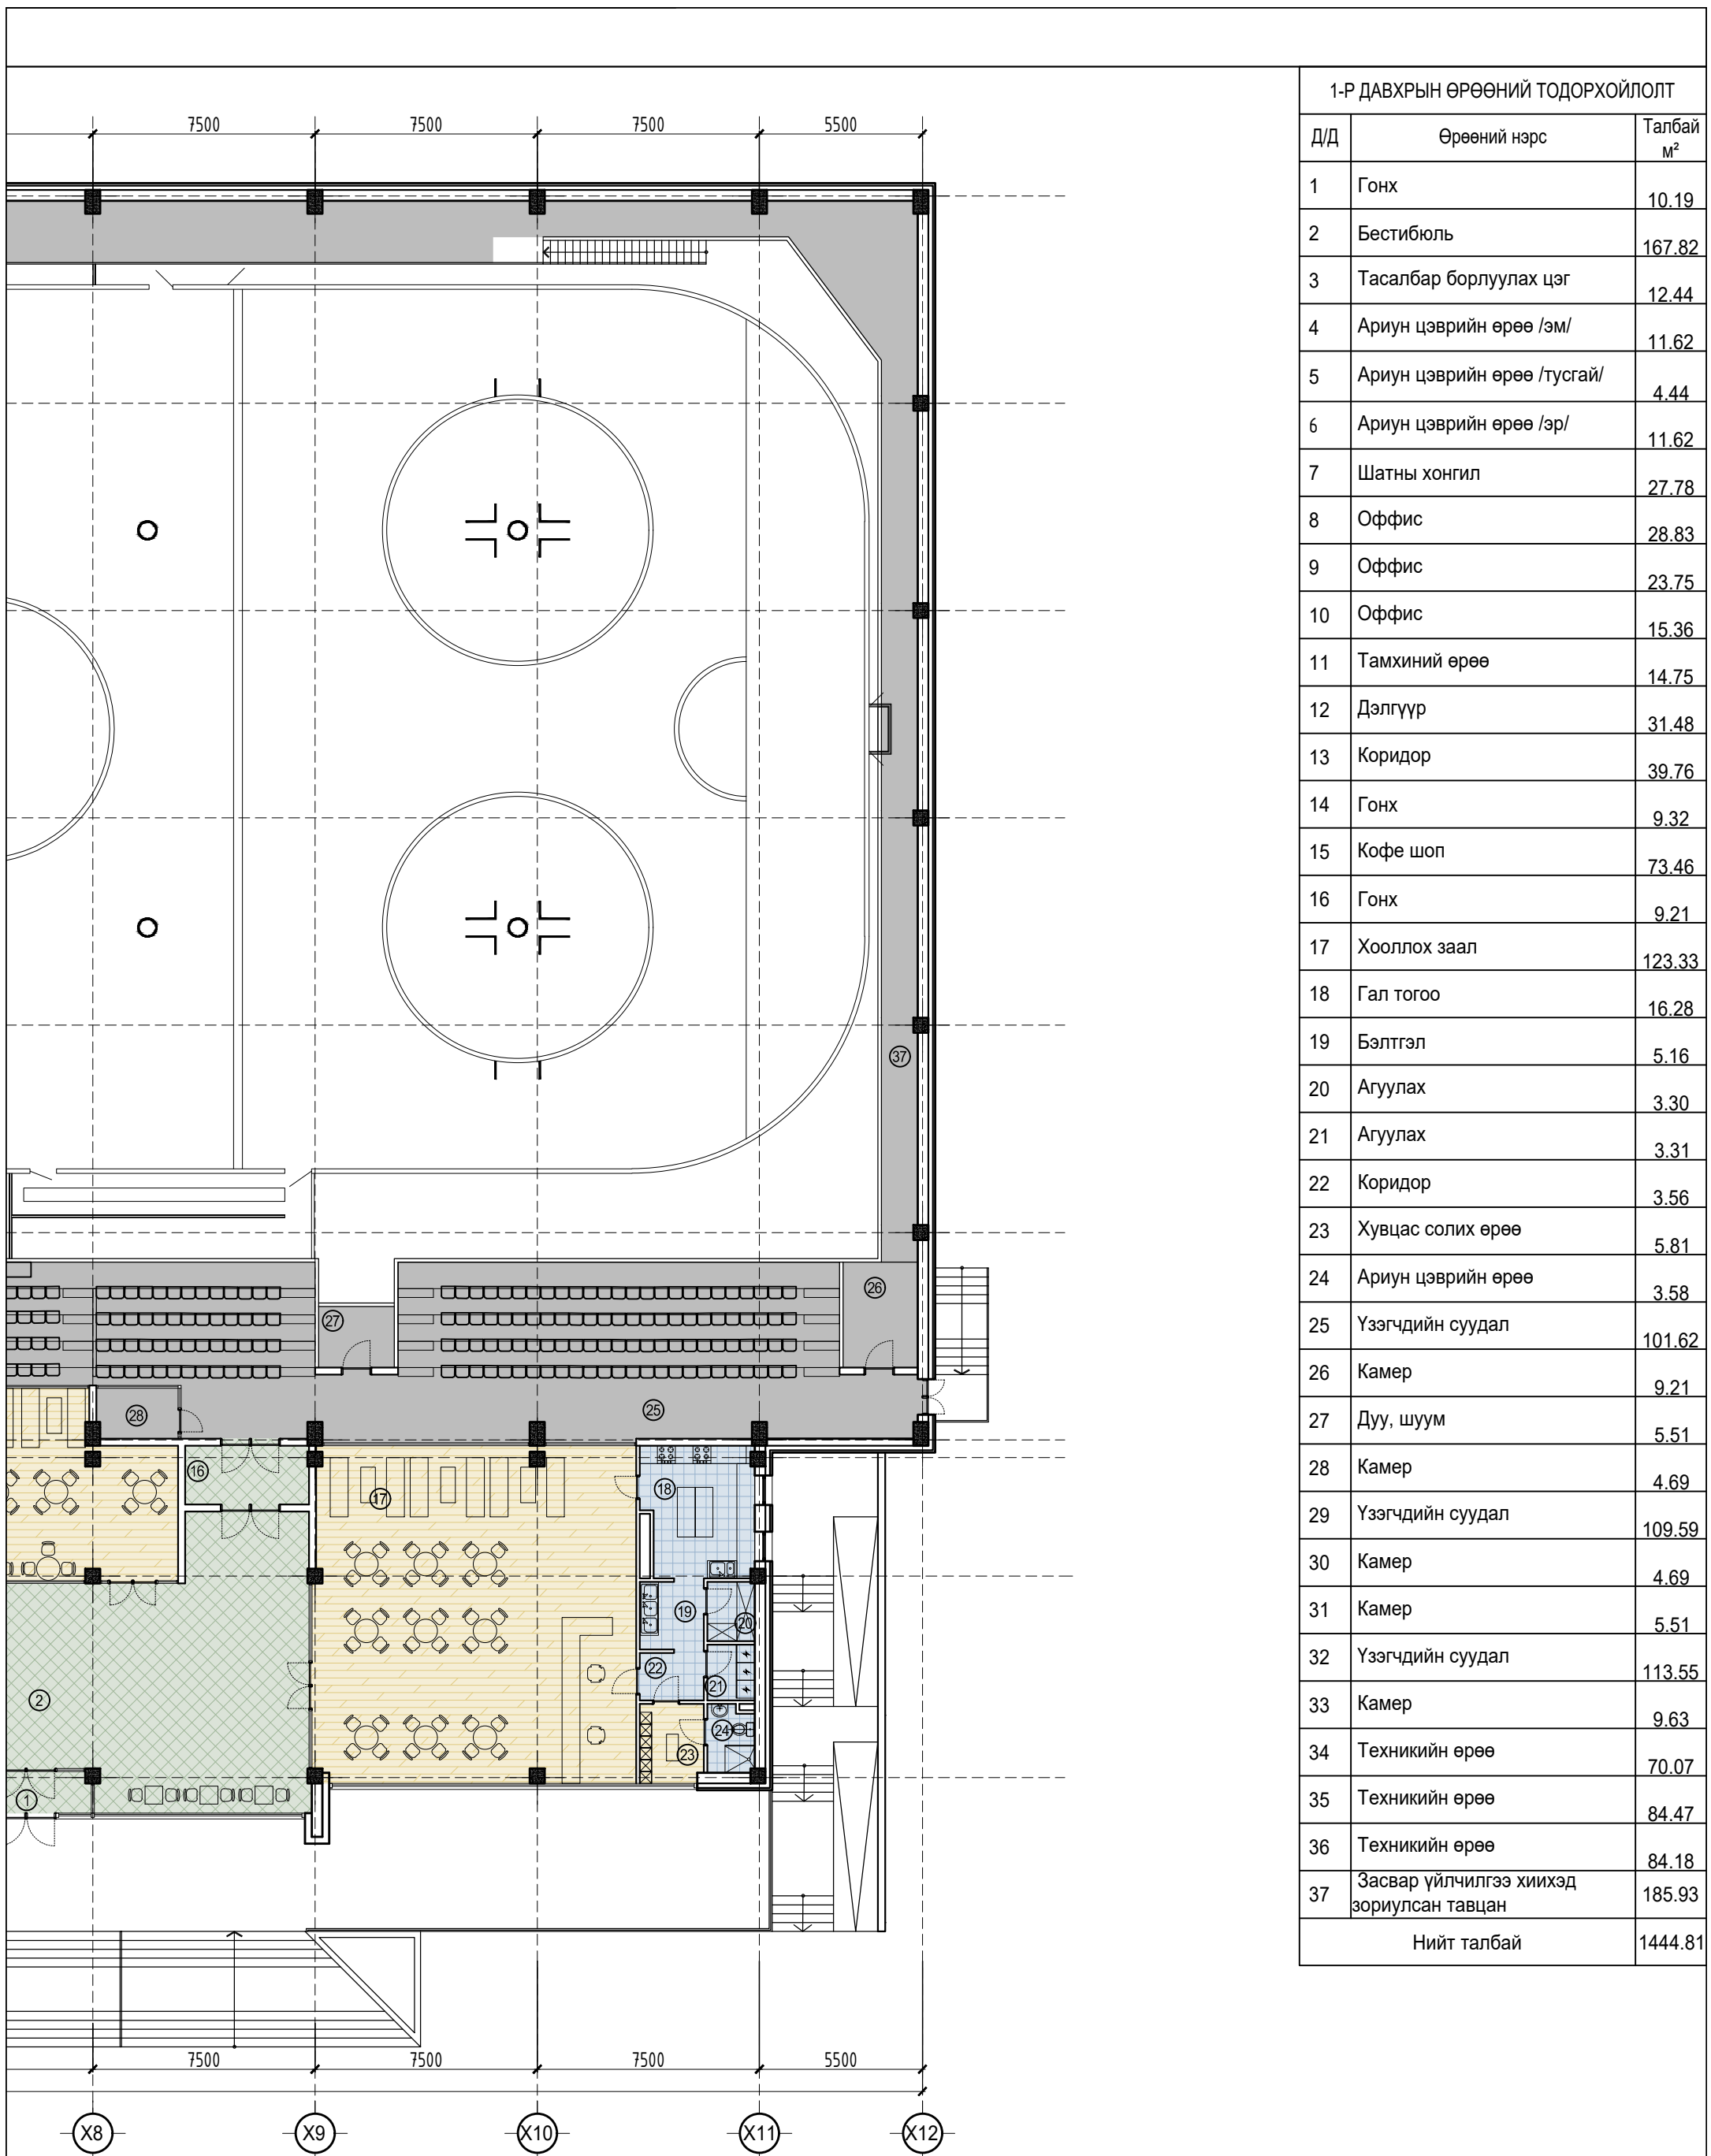 7500 7500 7500 5500
37
26
27
28 25
16 17 18
19 20
22 21
2
24
23
1
7500 7500 7500 5500
X8 X9 X10 X11 X12
1-Р ДАВХРЫН ӨРӨӨНИЙ ТОДОРХОЙЛОЛТ
Д/Д Өрөөний нэрс Талбай
м²
1 Гонх 10.19
2 Бестибюль 167.82
3 Тасалбар борлуулах цэг 12.44
4 Ариун цэврийн өрөө /эм/ 11.62
5 Ариун цэврийн өрөө /тусгай/ 4.44
6 Ариун цэврийн өрөө /эр/ 11.62
7 Шатны хонгил 27.78
8 Оффис 28.83
9 Оффис 23.75
10 Оффис 15.36
11 Тамхиний өрөө 14.75
12 Дэлгүүр 31.48
13 Коридор 39.76
14 Гонх 9.32
15 Кофе шоп 73.46
16 Гонх 9.21
17 Хооллох заал 123.33
18 Гал тогоо 16.28
19 Бэлтгэл 5.16
20 Агуулах 3.30
21 Агуулах 3.31
22 Коридор 3.56
23 Хувцас солих өрөө 5.81
24 Ариун цэврийн өрөө 3.58
25 Үзэгчдийн суудал 101.62
26 Камер 9.21
27 Дуу, шуум 5.51
28 Камер 4.69
29 Үзэгчдийн суудал 109.59
30 Камер 4.69
31 Камер 5.51
32 Үзэгчдийн суудал 113.55
33 Камер 9.63
34 Техникийн өрөө 70.07
35 Техникийн өрөө 84.47
36 Техникийн өрөө 84.18
37 Засвар үйлчилгээ хиихэд
зориулсан тавцан 185.93
Нийт талбай 1444.81